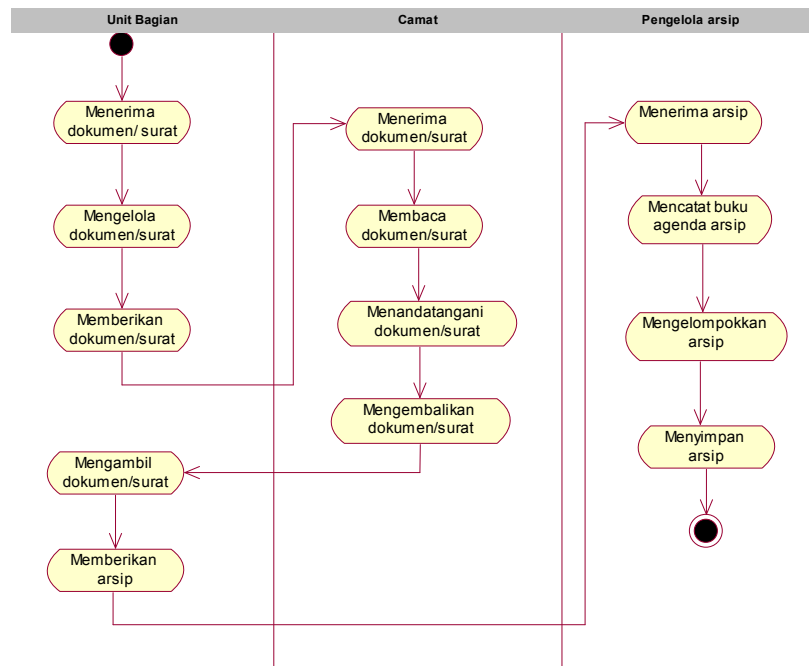 Unit Bagian
Camat
Pengelola arsip
Menerima
dokumen/ surat
Mengelola
dokumen/surat
Memberikan
dokumen/surat
Menerima
dokumen/surat
Membaca
dokumen/surat
Menandatangani
dokumen/surat
Mengembalikan
dokumen/surat
Mengambil
dokumen/surat
Memberikan
arsip
Menerima arsip
Mencatat buku
agenda arsip
Mengelompokkan
arsip
Menyimpan
arsip